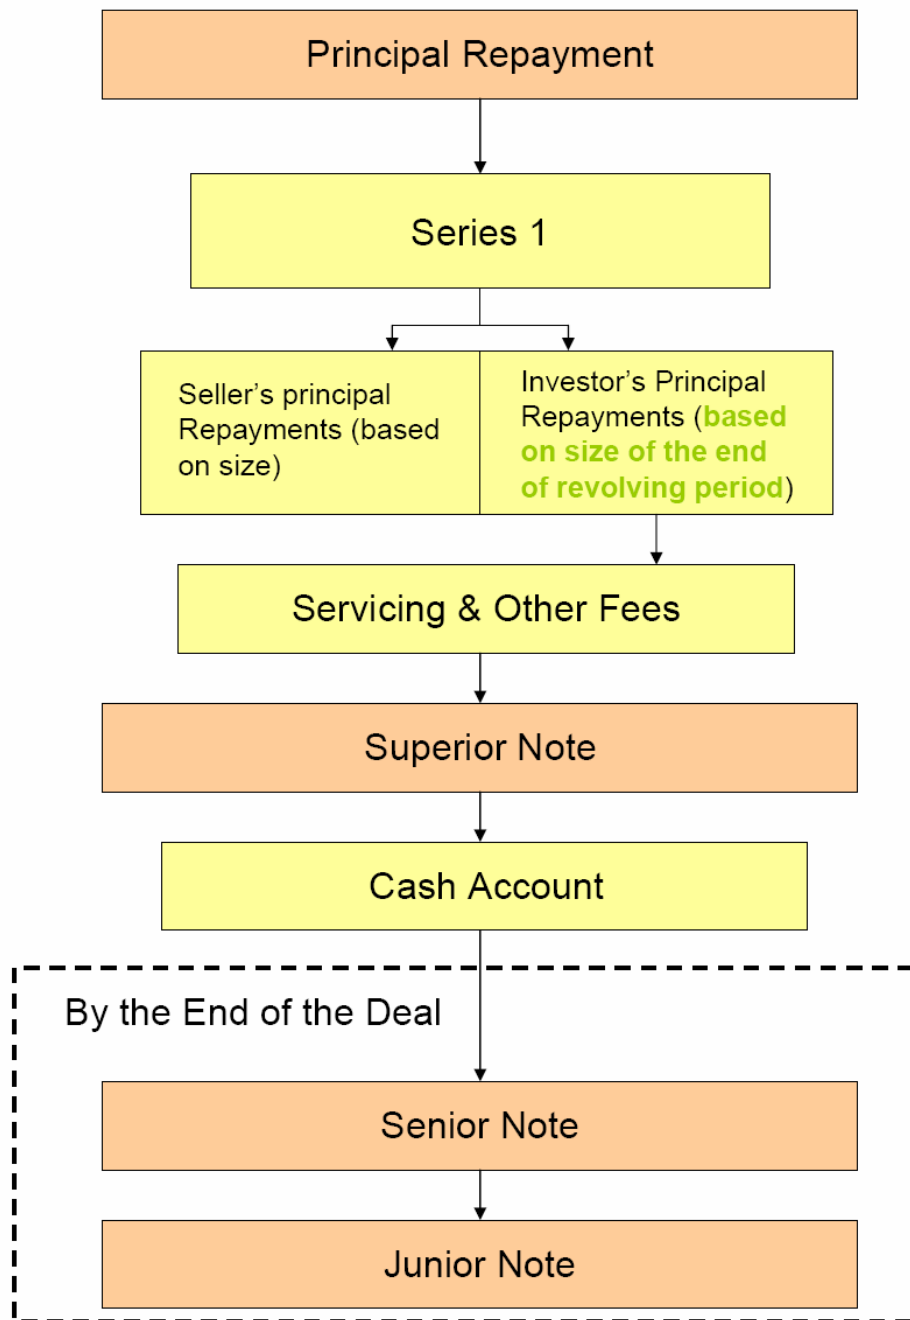 Principal Repayment
Series 1
Seller’s principal
Repayments (based
on size)
Investor’s Principal
Repayments (based
on size of the end
of revolving period)
Servicing & Other Fees
Superior Note
Cash Account
By the End of the Deal
Senior Note
Junior Note